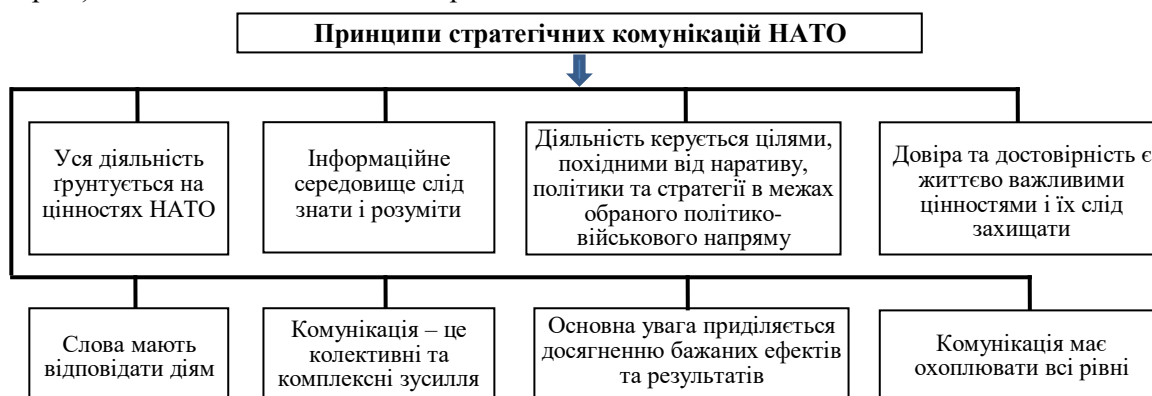 Принципи стратегічних комунікацій НАТО
Уся діяльність
ґрунтується на
цінностях НАТО
Інформаційне
середовище слід
знати і розуміти
Діяльність керується цілями,
похідними від наративу,
політики та стратегії в межах
обраного політико-
військового напряму
Довіра та достовірність є
життєво важливими
цінностями і їх слід
захищати
Слова мають
відповідати діям
Комунікація – це
колективні та
комплексні зусилля
Основна увага приділяється
досягненню бажаних ефектів
та результатів
Комунікація має
охоплювати всі рівні